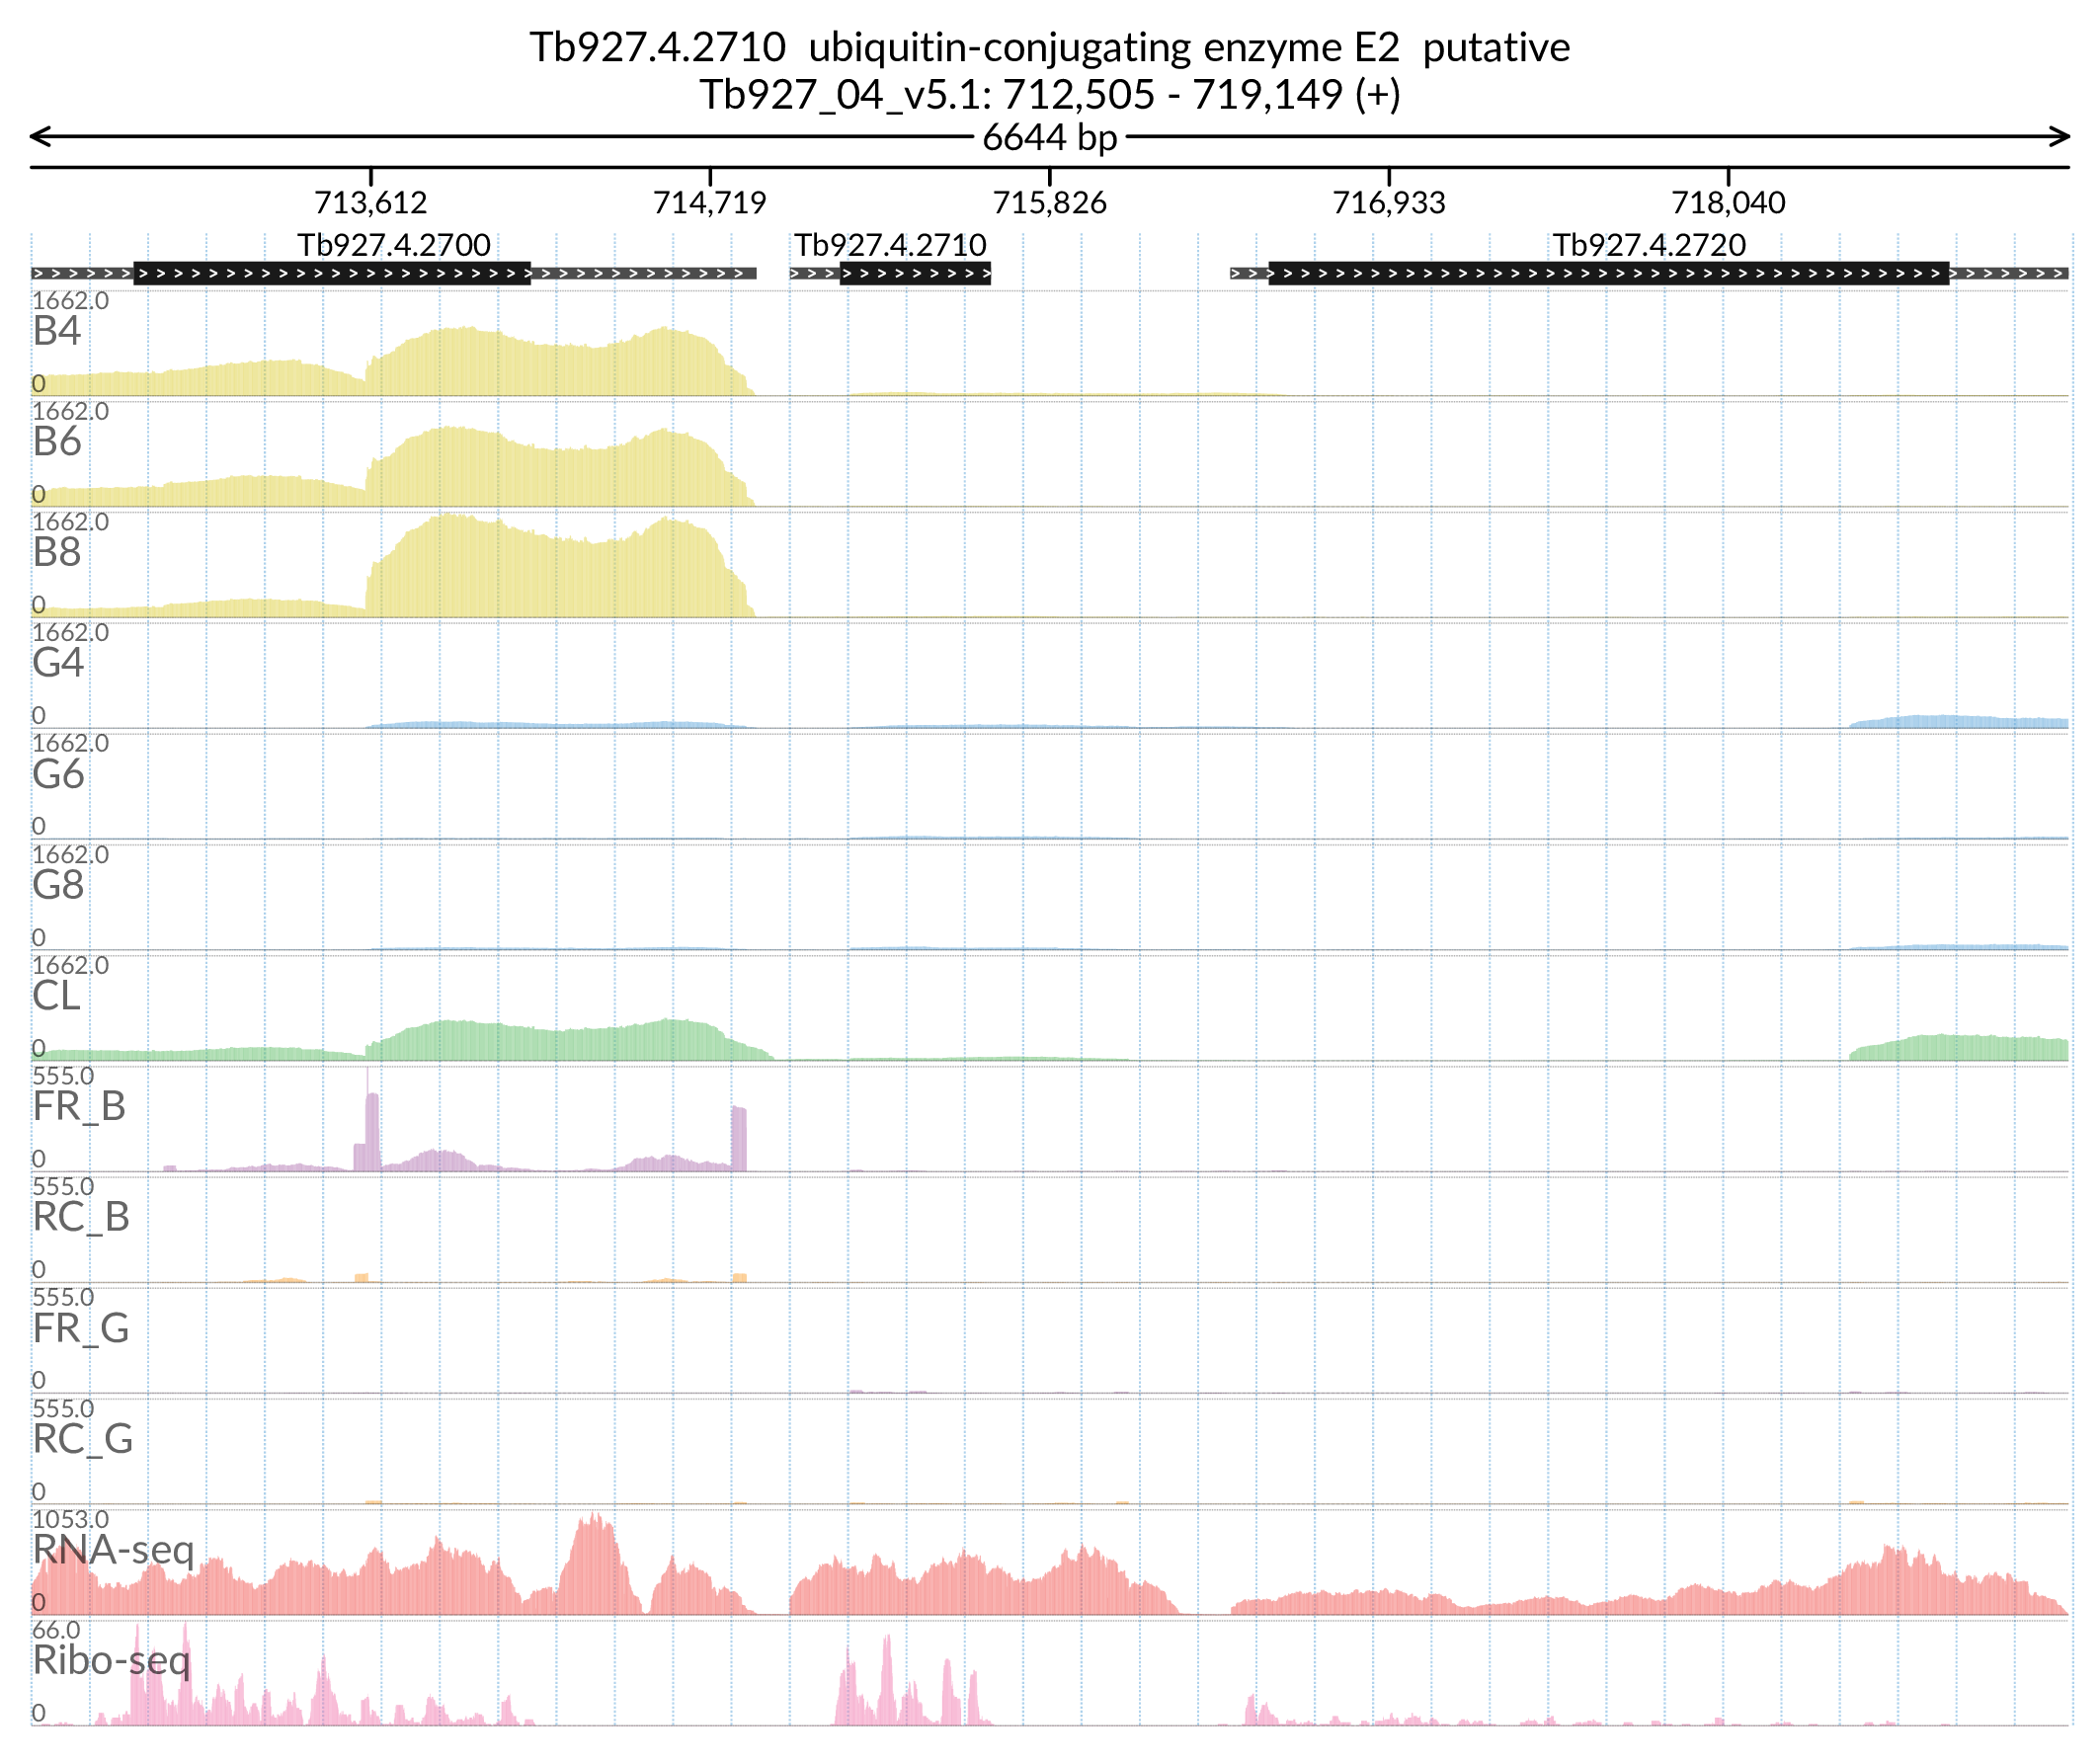 Tb927.4.2710  ubiquitin-conjugating enzyme E2  putative
Tb927_04_v5.1: 712,505 - 719,149 (+)
6644 bp
713,612 714,719 715,826 716,933 718,040
Tb927.4.2700 Tb927.4.2710 Tb927.4.2720
1662.0
B4
0
1662.0
B6
0
1662.0
B8
0
1662.0
G4
0
1662.0
G6
0
1662.0
G8
0
1662.0
CL
0
555.0
FR_B
0
555.0
RC_B
0
555.0
FR_G
0
555.0
RC_G
0
1053.0
RNA-seq
0
66.0
Ribo-seq
0